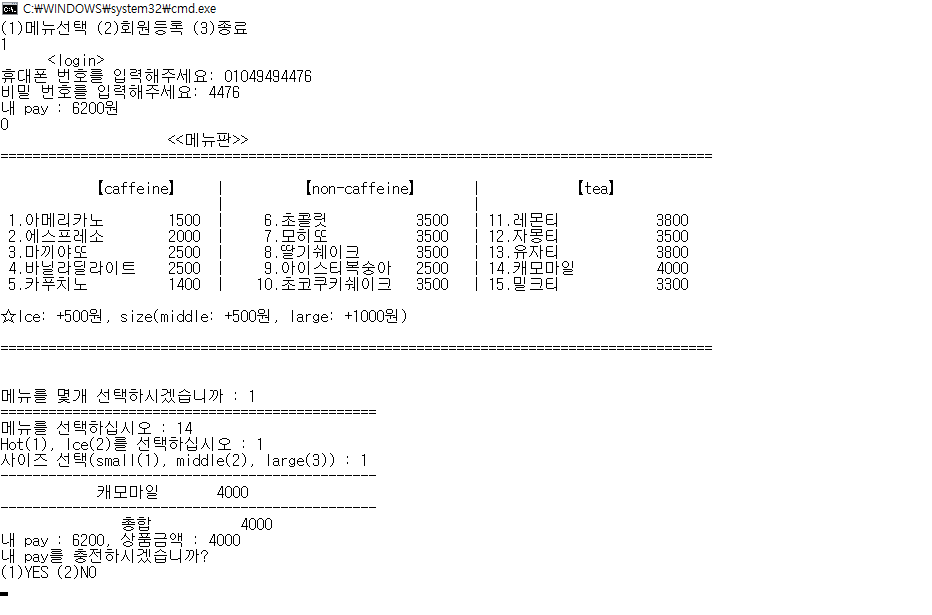 C:\WINDOWS\system32\cmd.exe
(1)메뉴선택 (2)회원등록 (3)종료
1
<login>
휴대폰 번호를 입력해주세요: 01049494476
비밀 번호를 입력해주세요: 4476
내 pay : 6200원
0
<<메뉴판>>
=========================================================================================
【caffeine】 | 【non-caffeine】 | 【tea】
| |
1.아메리카노 1500 | 6.초콜럿 3500 | 11.레몬티 3800
2.에스프레소 2000 | 7.모히또 3500 | 12.자몽티 3500
3.마끼야또 2500 | 8.딸기쉐이크 3500 | 13.유자티 3800
4.바닐라딜라이트 2500 | 9.아이스티복숭아 2500 | 14.캐모마일 4000
5.카푸치노 1400 | 10.초코쿠키쉐이크 3500 | 15.밀크티 3300
☆Ice: +500원, size(middle: +500원, large: +1000원)
=========================================================================================
메뉴를 몇개 선택하시겠습니까 : 1
===============================================
메뉴를 선택하십시오 : 14
Hot(1), Ice(2)를 선택하십시오 : 1
사이즈 선택(small(1), middle(2), large(3)) : 1
-----------------------------------------------
캐모마일 4000
-----------------------------------------------
총합 4000
내 pay : 6200, 상품금액 : 4000
내 pay를 충전하시겠습니까?
(1)YES (2)NO